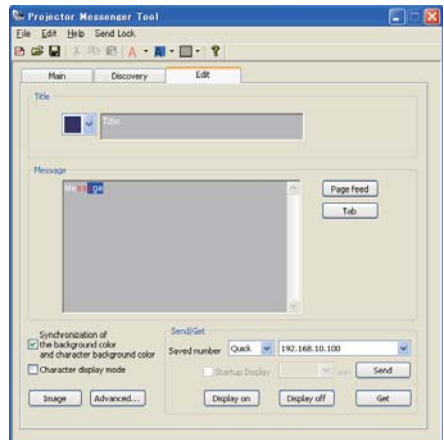 Projector Messenger Tool
File Edit Help Send Lock
A A ?
Main Discovery Edit
Title
Title
Message
Message
Page feed
Tab
Synchronization of
the background color
and character background color
Character display mode
Image Advanced...
Send/Get
Saved number Quick 192.168.10.100
Startup Display Send
Display on Display off Get